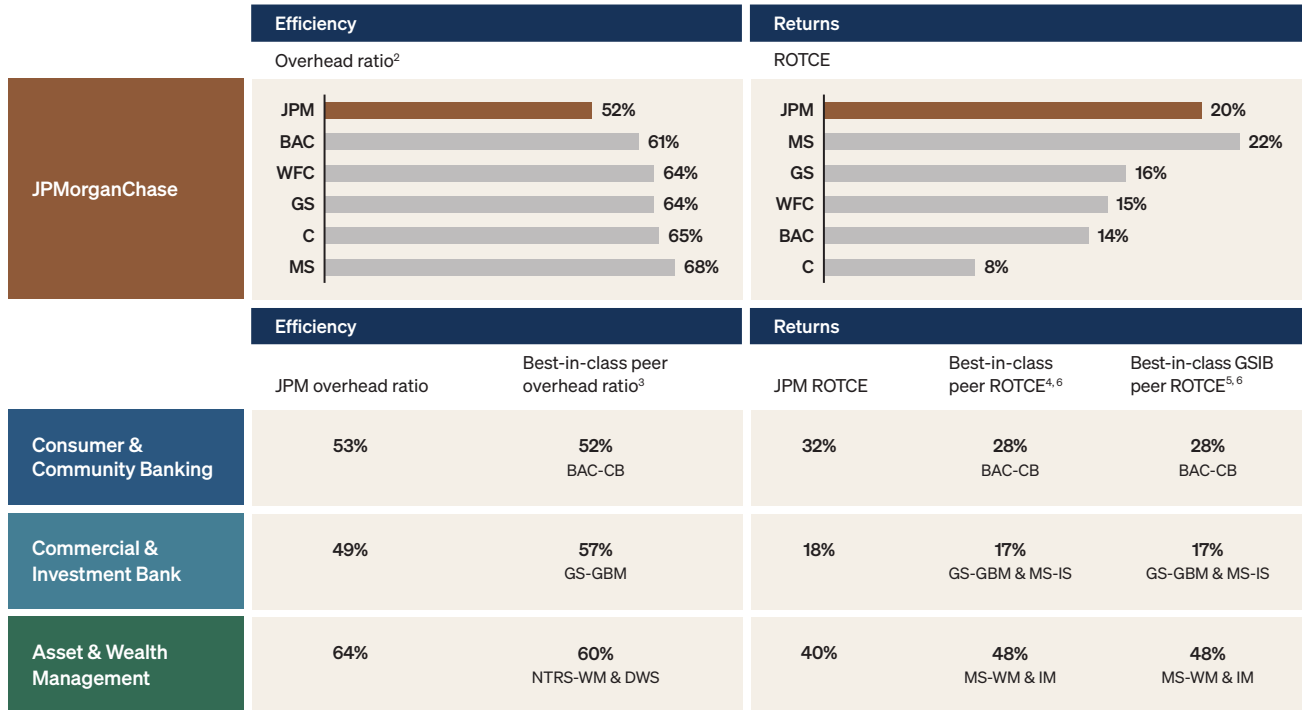 Efficiency
Returns
Overhead ratio²
ROTCE
JPMorganChase
JPM 52%
BAC 61%
WFC 64%
GS 64%
C 65%
MS 68%
JPM 20%
MS 22%
GS 16%
WFC 15%
BAC 14%
C 8%
Efficiency
Returns
JPM overhead ratio
Best-in-class peer
overhead ratio³
JPM ROTCE
Best-in-class
peer ROTCE⁴,⁶
Best-in-class GSIB
peer ROTCE⁵,⁶
Consumer &
Community Banking
53%
52%
BAC-CB
32%
28%
BAC-CB
28%
BAC-CB
Commercial &
Investment Bank
49%
57%
GS-GBM
18%
17%
GS-GBM & MS-IS
17%
GS-GBM & MS-IS
Asset & Wealth
Management
64%
60%
NTRS-WM & DWS
40%
48%
MS-WM & IM
48%
MS-WM & IM